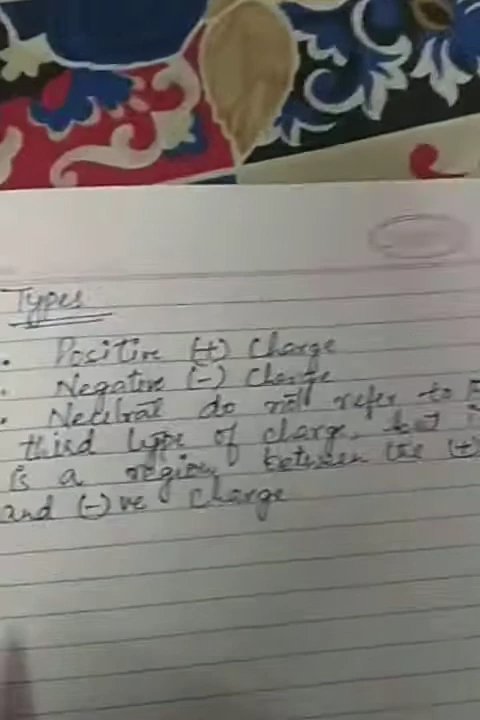 Types
• Positive (+) Charge
• Negative (-) Charge
• Neutral do not refer to
third type of charge, but
is a region between the (+)
and (-)ve charge